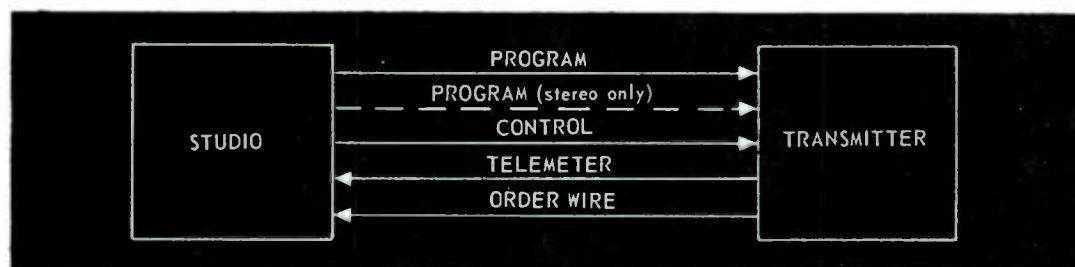 PROGRAM
PROGRAM (stereo only)
STUDIO
CONTROL
TRANSMITTER
TELEMETER
ORDER WIRE